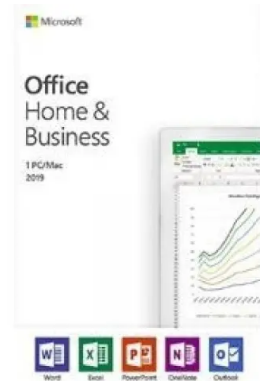 Microsoft
Office
Home &
Business
1 PC/Mac
2019
W
X
P
N
O
Word
Excel
PowerPoint
OneNote
Outlook